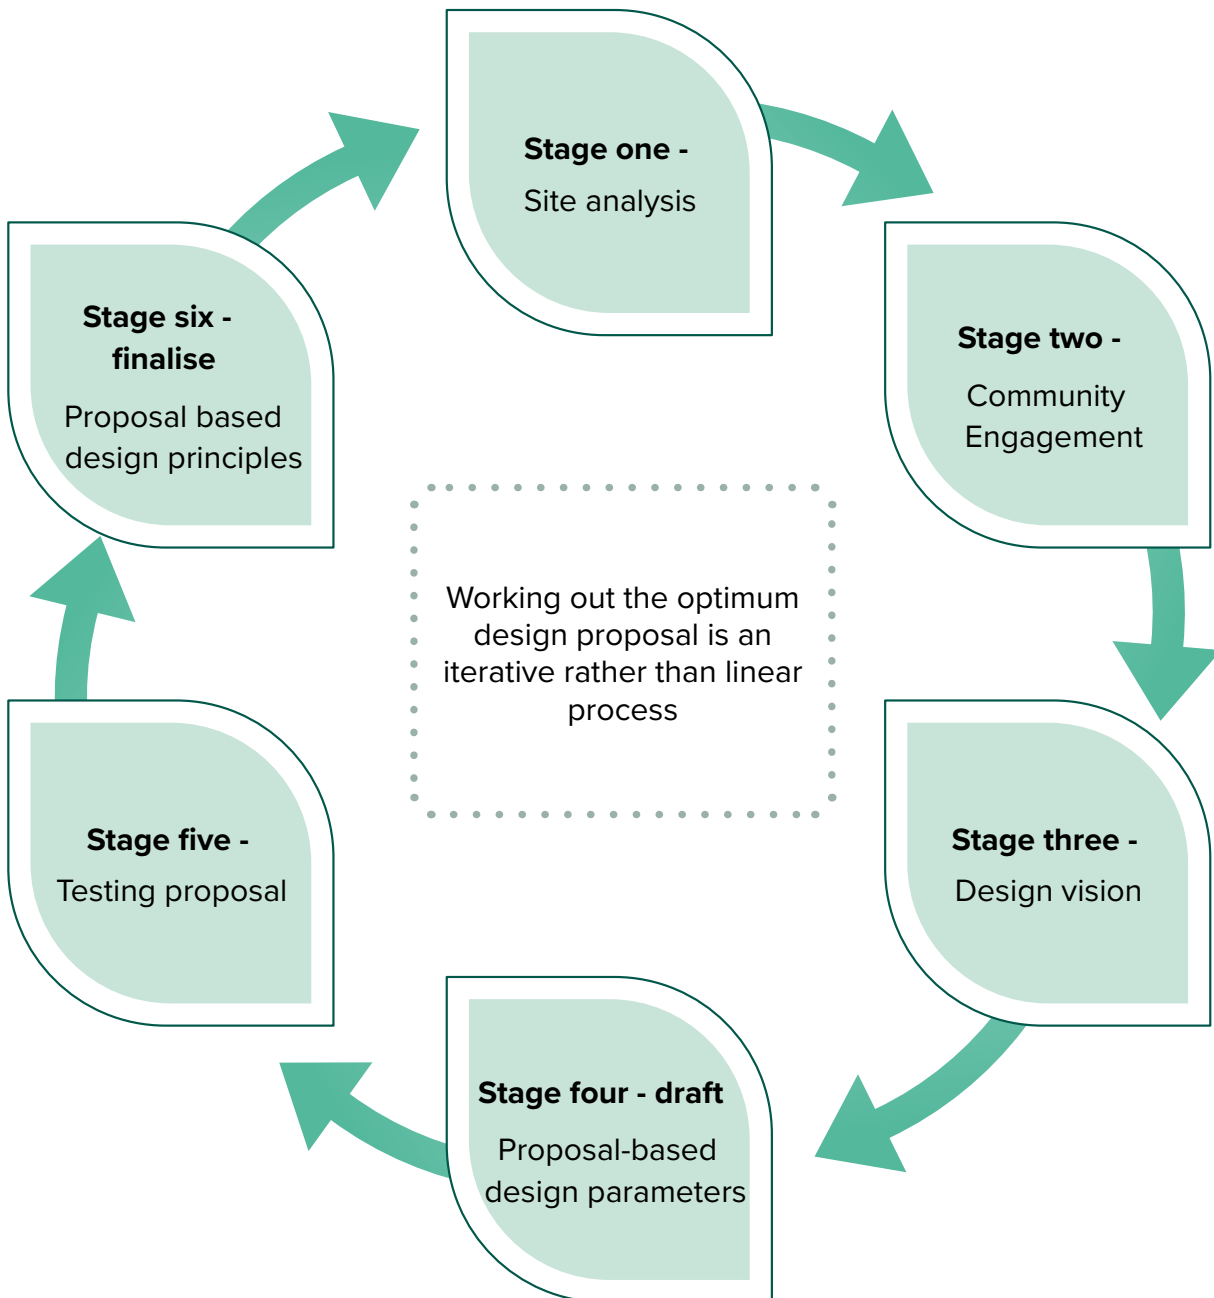 Stage one -
Site analysis
Stage two -
Community
Engagement
Stage three -
Design vision
Stage four - draft
Proposal-based
design parameters
Stage five -
Testing proposal
Stage six -
finalise
Proposal based
design principles
Working out the optimum
design proposal is an
iterative rather than linear
process